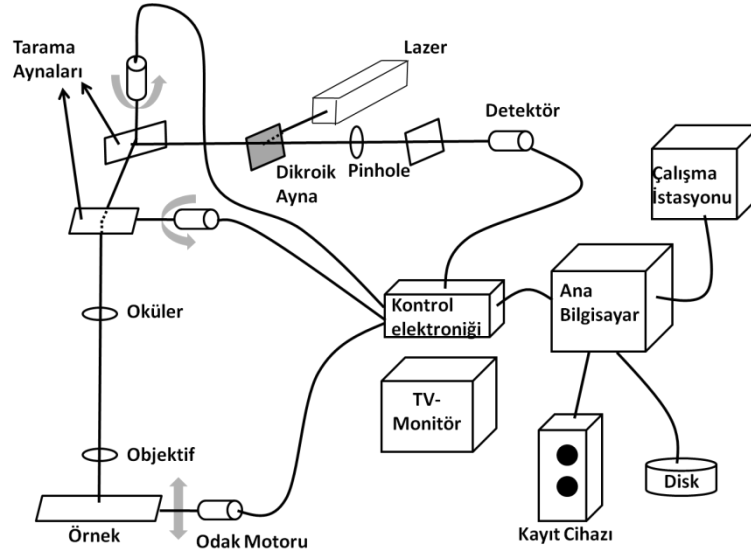 Tarama
Aynaları
Lazer
Detektör
Dikroik
Ayna
Pinhole
Çalışma
İstasyonu
Oküler
Kontrol
elektroniği
Ana
Bilgisayar
TV-
Monitör
Objektif
Örnek
Odak Motoru
Kayıt Cihazı
Disk